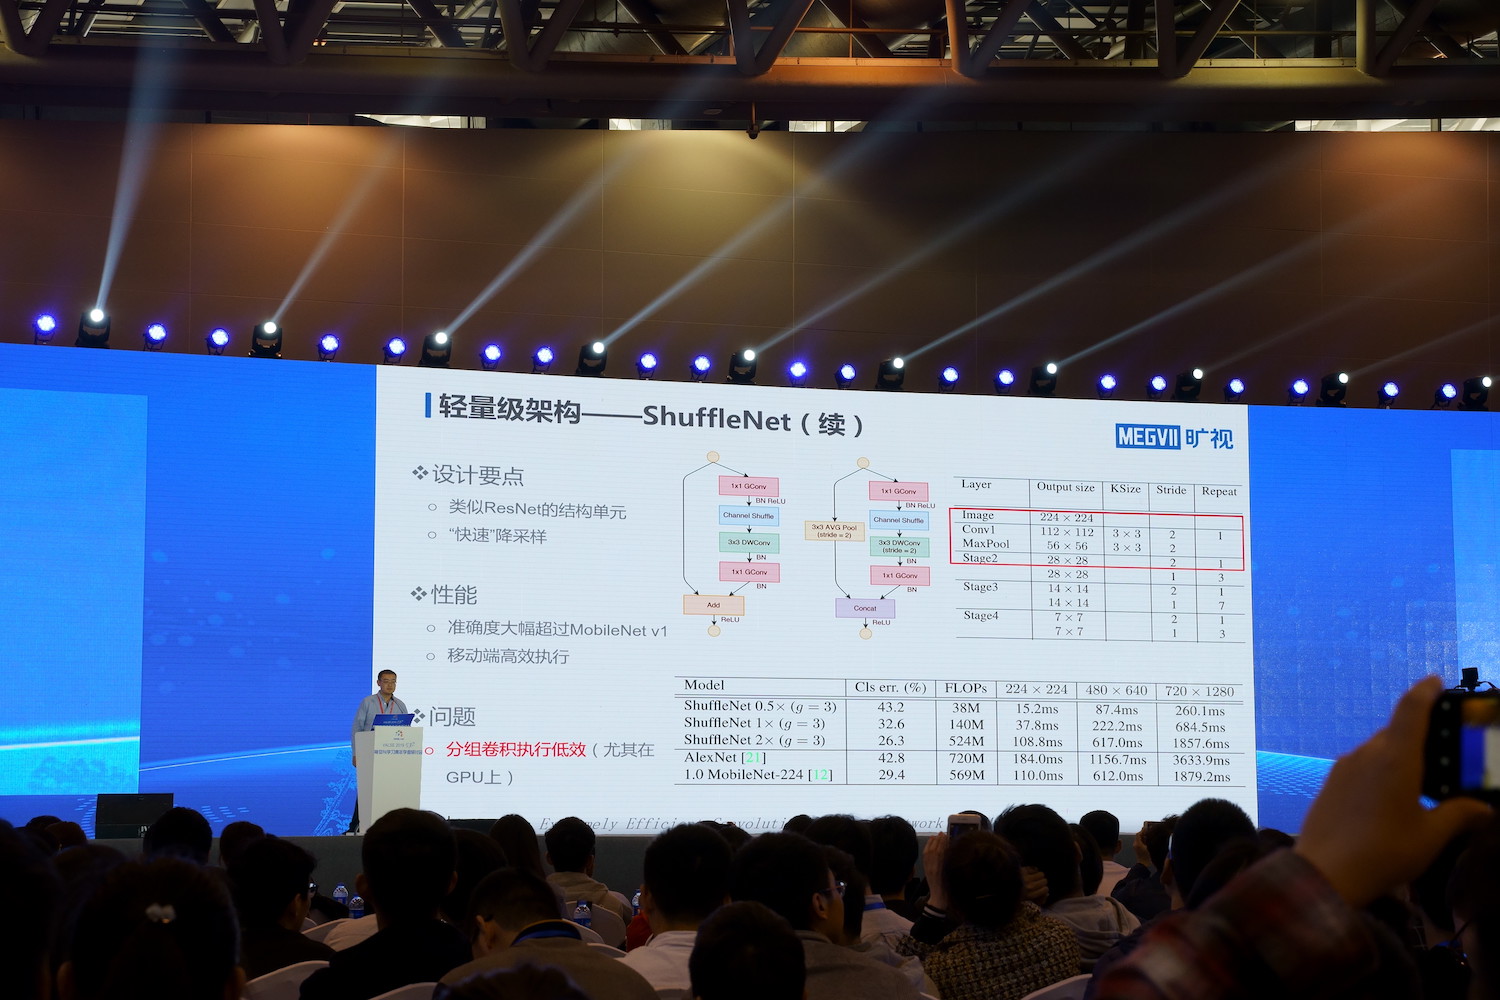 轻量级架构——ShuffleNet（续）
MEGVII 旷视
❖设计要点
○ 类似ResNet的结构单元
○ “快速”降采样
❖性能
○ 准确度大幅超过MobileNet v1
○ 移动端高效执行
❖问题
○ 分组卷积执行低效（尤其在
GPU上）
1x1 GConv
BN ReLU
Channel Shuffle
3x3 DWConv
BN
1x1 GConv
BN
Add
ReLU
1x1 GConv
BN ReLU
3x3 AVG Pool
(stride = 2)
Channel Shuffle
3x3 DWConv
(stride = 2)
BN
1x1 GConv
BN
Concat
ReLU
Layer Output size KSize Stride Repeat
Image 224 × 224
Conv1 112 × 112 3 × 3 2 1
MaxPool 56 × 56 3 × 3 2
Stage2 28 × 28 2 1
28 × 28 1 3
Stage3 14 × 14 2 1
14 × 14 1 7
Stage4 7 × 7 2 1
7 × 7 1 3
Model Cls err. (%) FLOPs 224 × 224 480 × 640 720 × 1280
ShuffleNet 0.5× (g = 3) 43.2 38M 15.2ms 87.4ms 260.1ms
ShuffleNet 1× (g = 3) 32.6 140M 37.8ms 222.2ms 684.5ms
ShuffleNet 2× (g = 3) 26.3 524M 108.8ms 617.0ms 1857.6ms
AlexNet [21] 42.8 720M 184.0ms 1156.7ms 3633.9ms
1.0 MobileNet-224 [12] 29.4 569M 110.0ms 612.0ms 1879.2ms